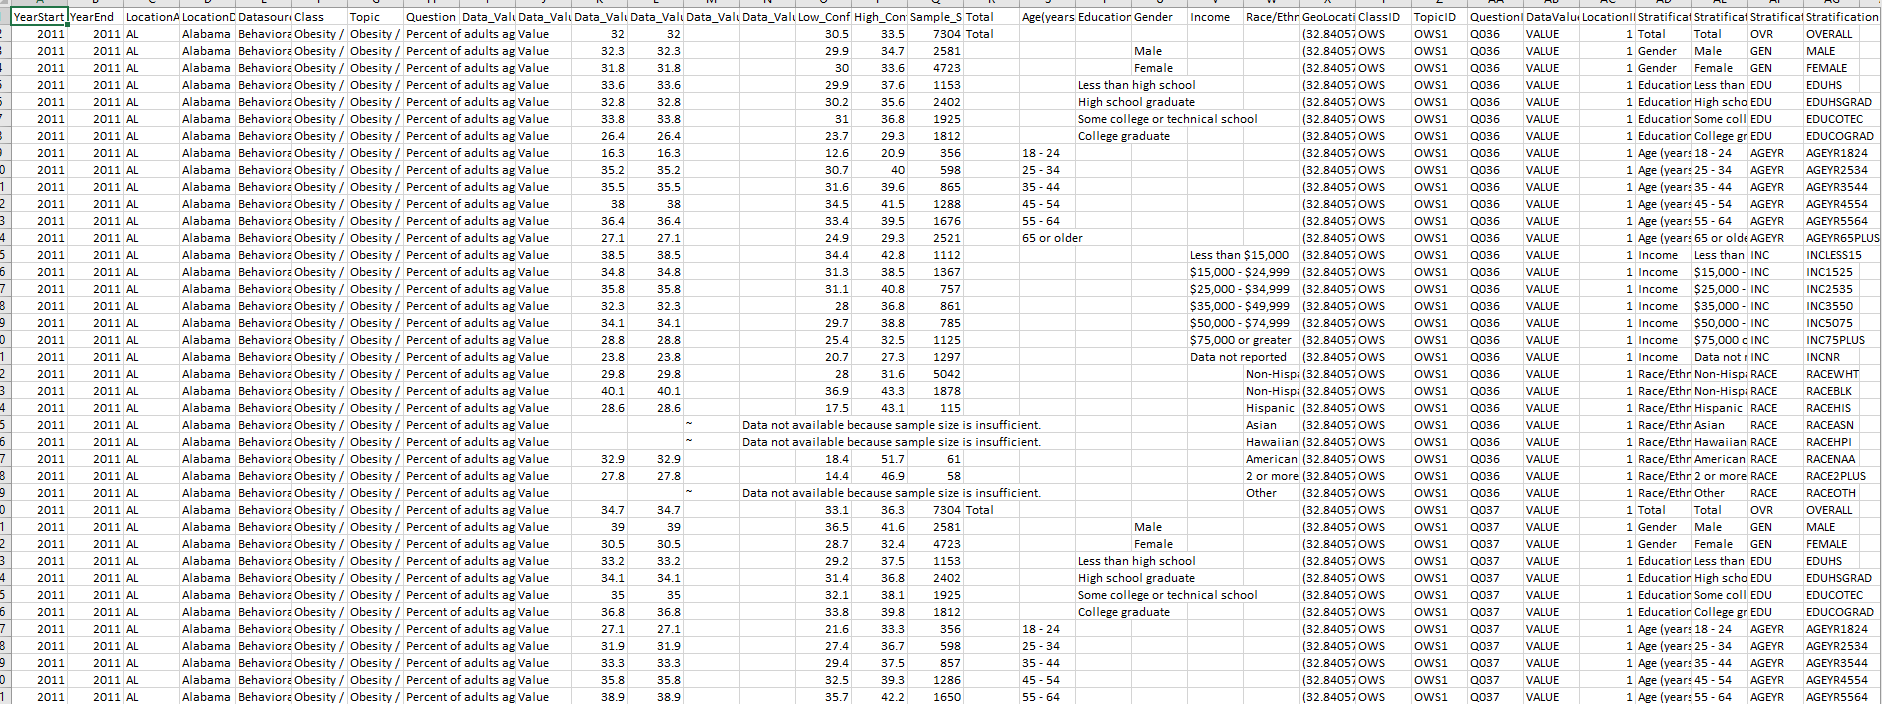 YearStart YearEnd LocationA LocationD Datasour Class Topic Question Data_Valu Data_Valu Data_Valu Data_Valu Data_Valu Data_Valu Low_Conf High_Con Sample_S Total Age(years Education Gender Income Race/Ethn GeoLocati ClassID TopicID QuestionI DataValu LocationI Stratificat Stratificat Stratificat Stratification
2011 2011 AL Alabama Behaviora Obesity / Obesity / Percent of adults ag Value 32 32 30.5 33.5 7304 Total (32.84057 OWS OWS1 Q036 VALUE 1 Total Total OVR OVERALL
2011 2011 AL Alabama Behaviora Obesity / Obesity / Percent of adults ag Value 32.3 32.3 29.9 34.7 2581 Male (32.84057 OWS OWS1 Q036 VALUE 1 Gender Male GEN MALE
2011 2011 AL Alabama Behaviora Obesity / Obesity / Percent of adults ag Value 31.8 31.8 30 33.6 4723 Female (32.84057 OWS OWS1 Q036 VALUE 1 Gender Female GEN FEMALE
2011 2011 AL Alabama Behaviora Obesity / Obesity / Percent of adults ag Value 33.6 33.6 29.9 37.6 1153 Less than high school (32.84057 OWS OWS1 Q036 VALUE 1 Education Less than EDU EDUHS
2011 2011 AL Alabama Behaviora Obesity / Obesity / Percent of adults ag Value 32.8 32.8 30.2 35.6 2402 High school graduate (32.84057 OWS OWS1 Q036 VALUE 1 Education High scho EDU EDUHSGRAD
2011 2011 AL Alabama Behaviora Obesity / Obesity / Percent of adults ag Value 33.8 33.8 31 36.8 1925 Some college or technical school (32.84057 OWS OWS1 Q036 VALUE 1 Education Some coll EDU EDUCOTEC
2011 2011 AL Alabama Behaviora Obesity / Obesity / Percent of adults ag Value 26.4 26.4 23.7 29.3 1812 College graduate (32.84057 OWS OWS1 Q036 VALUE 1 Education College gr EDU EDUCOGRAD
2011 2011 AL Alabama Behaviora Obesity / Obesity / Percent of adults ag Value 16.3 16.3 12.6 20.9 356 18 - 24 (32.84057 OWS OWS1 Q036 VALUE 1 Age (years 18 - 24 AGEYR AGEYR1824
2011 2011 AL Alabama Behaviora Obesity / Obesity / Percent of adults ag Value 35.2 35.2 30.7 40 598 25 - 34 (32.84057 OWS OWS1 Q036 VALUE 1 Age (years 25 - 34 AGEYR AGEYR2534
2011 2011 AL Alabama Behaviora Obesity / Obesity / Percent of adults ag Value 35.5 35.5 31.6 39.6 865 35 - 44 (32.84057 OWS OWS1 Q036 VALUE 1 Age (years 35 - 44 AGEYR AGEYR3544
2011 2011 AL Alabama Behaviora Obesity / Obesity / Percent of adults ag Value 38 38 34.5 41.5 1288 45 - 54 (32.84057 OWS OWS1 Q036 VALUE 1 Age (years 45 - 54 AGEYR AGEYR4554
2011 2011 AL Alabama Behaviora Obesity / Obesity / Percent of adults ag Value 36.4 36.4 33.4 39.5 1676 55 - 64 (32.84057 OWS OWS1 Q036 VALUE 1 Age (years 55 - 64 AGEYR AGEYR5564
2011 2011 AL Alabama Behaviora Obesity / Obesity / Percent of adults ag Value 27.1 27.1 24.9 29.3 2521 65 or older (32.84057 OWS OWS1 Q036 VALUE 1 Age (years 65 or olde AGEYR AGEYR65PLUS
2011 2011 AL Alabama Behaviora Obesity / Obesity / Percent of adults ag Value 38.5 38.5 34.4 42.8 1112 Less than $15,000 (32.84057 OWS OWS1 Q036 VALUE 1 Income Less than INC INCLESS15
2011 2011 AL Alabama Behaviora Obesity / Obesity / Percent of adults ag Value 34.8 34.8 31.3 38.5 1367 $15,000 - $24,999 (32.84057 OWS OWS1 Q036 VALUE 1 Income $15,000 - INC INC1525
2011 2011 AL Alabama Behaviora Obesity / Obesity / Percent of adults ag Value 35.8 35.8 31.1 40.8 757 $25,000 - $34,999 (32.84057 OWS OWS1 Q036 VALUE 1 Income $25,000 - INC INC2535
2011 2011 AL Alabama Behaviora Obesity / Obesity / Percent of adults ag Value 32.3 32.3 28 36.8 861 $35,000 - $49,999 (32.84057 OWS OWS1 Q036 VALUE 1 Income $35,000 - INC INC3550
2011 2011 AL Alabama Behaviora Obesity / Obesity / Percent of adults ag Value 34.1 34.1 29.7 38.8 785 $50,000 - $74,999 (32.84057 OWS OWS1 Q036 VALUE 1 Income $50,000 - INC INC5075
2011 2011 AL Alabama Behaviora Obesity / Obesity / Percent of adults ag Value 28.8 28.8 25.4 32.5 1125 $75,000 or greater (32.84057 OWS OWS1 Q036 VALUE 1 Income $75,000 c INC INC75PLUS
2011 2011 AL Alabama Behaviora Obesity / Obesity / Percent of adults ag Value 23.8 23.8 20.7 27.3 1297 Data not reported (32.84057 OWS OWS1 Q036 VALUE 1 Income Data not r INC INCNR
2011 2011 AL Alabama Behaviora Obesity / Obesity / Percent of adults ag Value 29.8 29.8 28 31.6 5042 Non-Hispa (32.84057 OWS OWS1 Q036 VALUE 1 Race/Ethn Non-Hispa RACE RACEWHT
2011 2011 AL Alabama Behaviora Obesity / Obesity / Percent of adults ag Value 40.1 40.1 36.9 43.3 1878 Non-Hispa (32.84057 OWS OWS1 Q036 VALUE 1 Race/Ethn Non-Hispa RACE RACEBLK
2011 2011 AL Alabama Behaviora Obesity / Obesity / Percent of adults ag Value 28.6 28.6 17.5 43.1 115 Hispanic (32.84057 OWS OWS1 Q036 VALUE 1 Race/Ethn Hispanic RACE RACEHIS
2011 2011 AL Alabama Behaviora Obesity / Obesity / Percent of adults ag Value ~ Data not available because sample size is insufficient. Asian (32.84057 OWS OWS1 Q036 VALUE 1 Race/Ethn Asian RACE RACEASN
2011 2011 AL Alabama Behaviora Obesity / Obesity / Percent of adults ag Value ~ Data not available because sample size is insufficient. Hawaiian (32.84057 OWS OWS1 Q036 VALUE 1 Race/Ethn Hawaiian RACE RACEHPI
2011 2011 AL Alabama Behaviora Obesity / Obesity / Percent of adults ag Value 32.9 32.9 18.4 51.7 61 American (32.84057 OWS OWS1 Q036 VALUE 1 Race/Ethn American RACE RACENAA
2011 2011 AL Alabama Behaviora Obesity / Obesity / Percent of adults ag Value 27.8 27.8 14.4 46.9 58 2 or more (32.84057 OWS OWS1 Q036 VALUE 1 Race/Ethn 2 or more RACE RACE2PLUS
2011 2011 AL Alabama Behaviora Obesity / Obesity / Percent of adults ag Value ~ Data not available because sample size is insufficient. Other (32.84057 OWS OWS1 Q036 VALUE 1 Race/Ethn Other RACE RACEOTH
2011 2011 AL Alabama Behaviora Obesity / Obesity / Percent of adults ag Value 34.7 34.7 33.1 36.3 7304 Total (32.84057 OWS OWS1 Q037 VALUE 1 Total Total OVR OVERALL
2011 2011 AL Alabama Behaviora Obesity / Obesity / Percent of adults ag Value 39 39 36.5 41.6 2581 Male (32.84057 OWS OWS1 Q037 VALUE 1 Gender Male GEN MALE
2011 2011 AL Alabama Behaviora Obesity / Obesity / Percent of adults ag Value 30.5 30.5 28.7 32.4 4723 Female (32.84057 OWS OWS1 Q037 VALUE 1 Gender Female GEN FEMALE
2011 2011 AL Alabama Behaviora Obesity / Obesity / Percent of adults ag Value 33.2 33.2 29.2 37.5 1153 Less than high school (32.84057 OWS OWS1 Q037 VALUE 1 Education Less than EDU EDUHS
2011 2011 AL Alabama Behaviora Obesity / Obesity / Percent of adults ag Value 34.1 34.1 31.4 36.8 2402 High school graduate (32.84057 OWS OWS1 Q037 VALUE 1 Education High scho EDU EDUHSGRAD
2011 2011 AL Alabama Behaviora Obesity / Obesity / Percent of adults ag Value 35 35 32.1 38.1 1925 Some college or technical school (32.84057 OWS OWS1 Q037 VALUE 1 Education Some coll EDU EDUCOTEC
2011 2011 AL Alabama Behaviora Obesity / Obesity / Percent of adults ag Value 36.8 36.8 33.8 39.8 1812 College graduate (32.84057 OWS OWS1 Q037 VALUE 1 Education College gr EDU EDUCOGRAD
2011 2011 AL Alabama Behaviora Obesity / Obesity / Percent of adults ag Value 27.1 27.1 21.6 33.3 356 18 - 24 (32.84057 OWS OWS1 Q037 VALUE 1 Age (years 18 - 24 AGEYR AGEYR1824
2011 2011 AL Alabama Behaviora Obesity / Obesity / Percent of adults ag Value 31.9 31.9 27.4 36.7 598 25 - 34 (32.84057 OWS OWS1 Q037 VALUE 1 Age (years 25 - 34 AGEYR AGEYR2534
2011 2011 AL Alabama Behaviora Obesity / Obesity / Percent of adults ag Value 33.3 33.3 29.4 37.5 857 35 - 44 (32.84057 OWS OWS1 Q037 VALUE 1 Age (years 35 - 44 AGEYR AGEYR3544
2011 2011 AL Alabama Behaviora Obesity / Obesity / Percent of adults ag Value 35.8 35.8 32.5 39.3 1286 45 - 54 (32.84057 OWS OWS1 Q037 VALUE 1 Age (years 45 - 54 AGEYR AGEYR4554
2011 2011 AL Alabama Behaviora Obesity / Obesity / Percent of adults ag Value 38.9 38.9 35.7 42.2 1650 55 - 64 (32.84057 OWS OWS1 Q037 VALUE 1 Age (years 55 - 64 AGEYR AGEYR5564